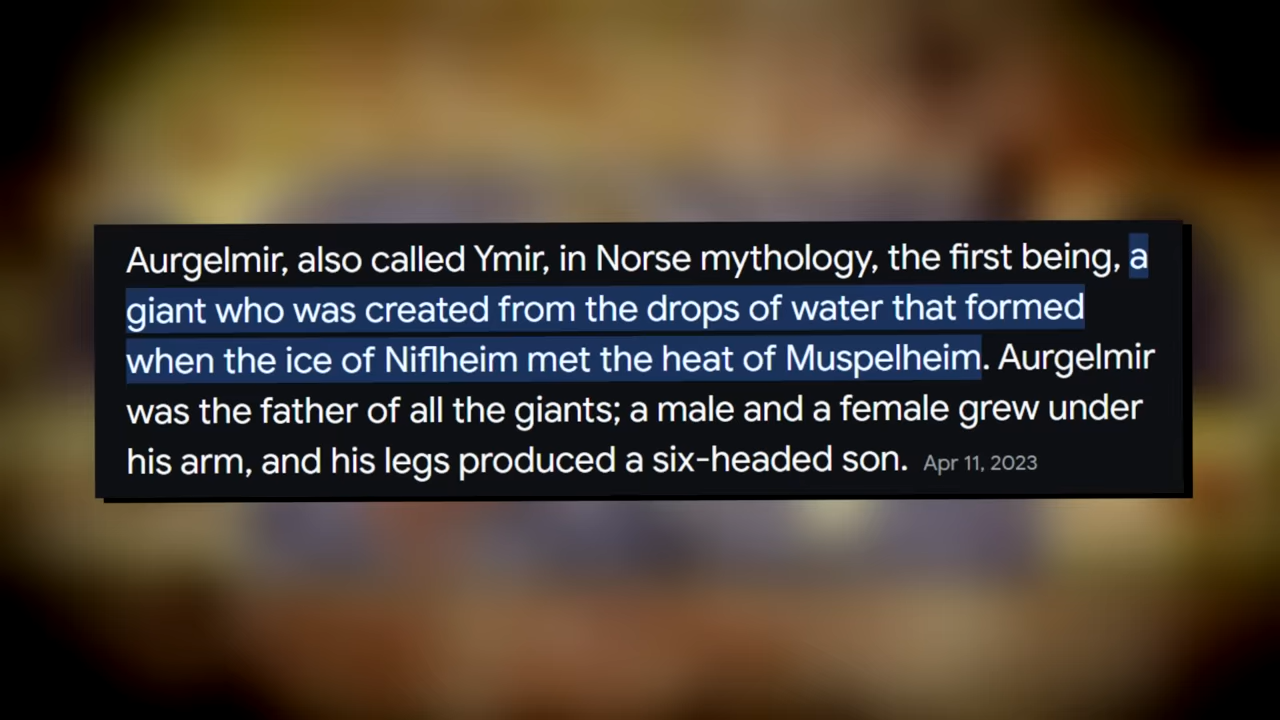 Aurgelmir, also called Ymir, in Norse mythology, the first being, a
giant who was created from the drops of water that formed
when the ice of Niflheim met the heat of Muspelheim. Aurgelmir
was the father of all the giants; a male and a female grew under
his arm, and his legs produced a six-headed son. Apr 11, 2023